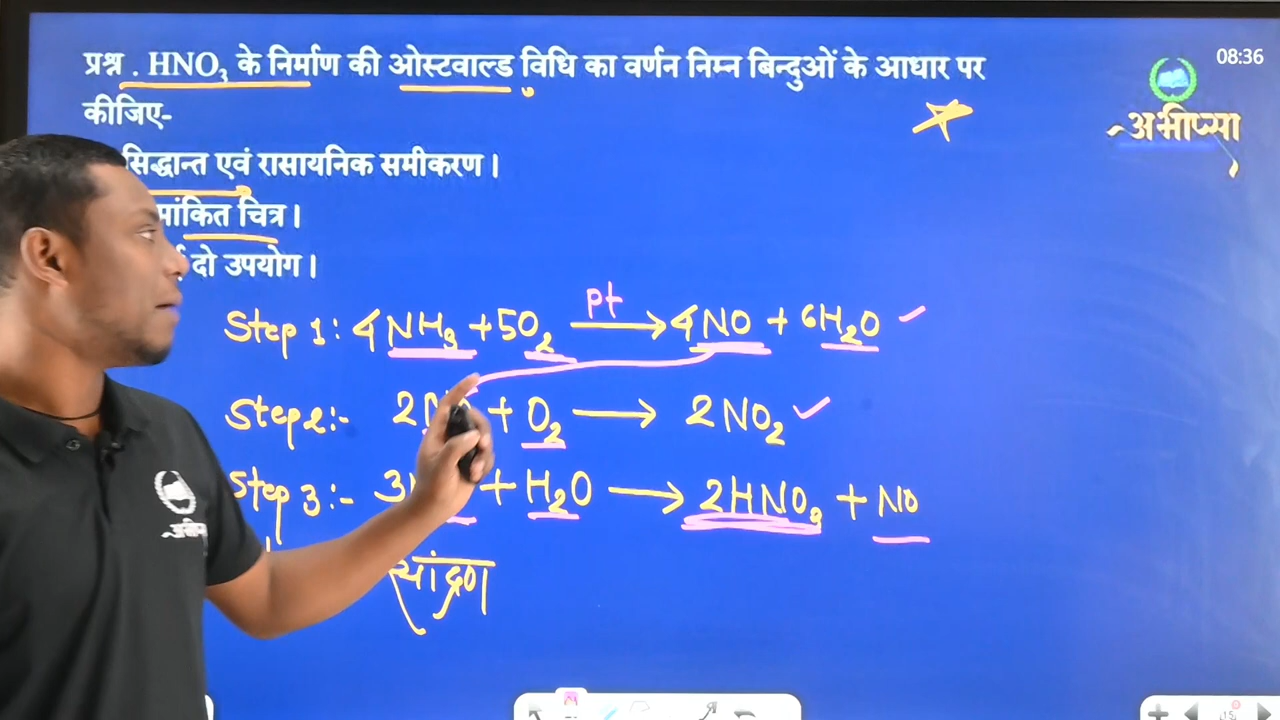 प्रश्न . HNO₃ के निर्माण की ओस्टवाल्ड विधि का वर्णन निम्न बिन्दुओं के आधार पर
कीजिए-
08:36
अभीप्सा
सिद्धान्त एवं रासायनिक समीकरण।
चित्र।
दो उपयोग।
Step 1: 4NH₃ + 5O₂ pt → 4NO + 6H₂O ✓
Step 2:- 2N + O₂ → 2NO₂ ✓
Step 3:- 3 + H₂O → 2HNO₃ + NO
सांद्रण
अभीप्सा